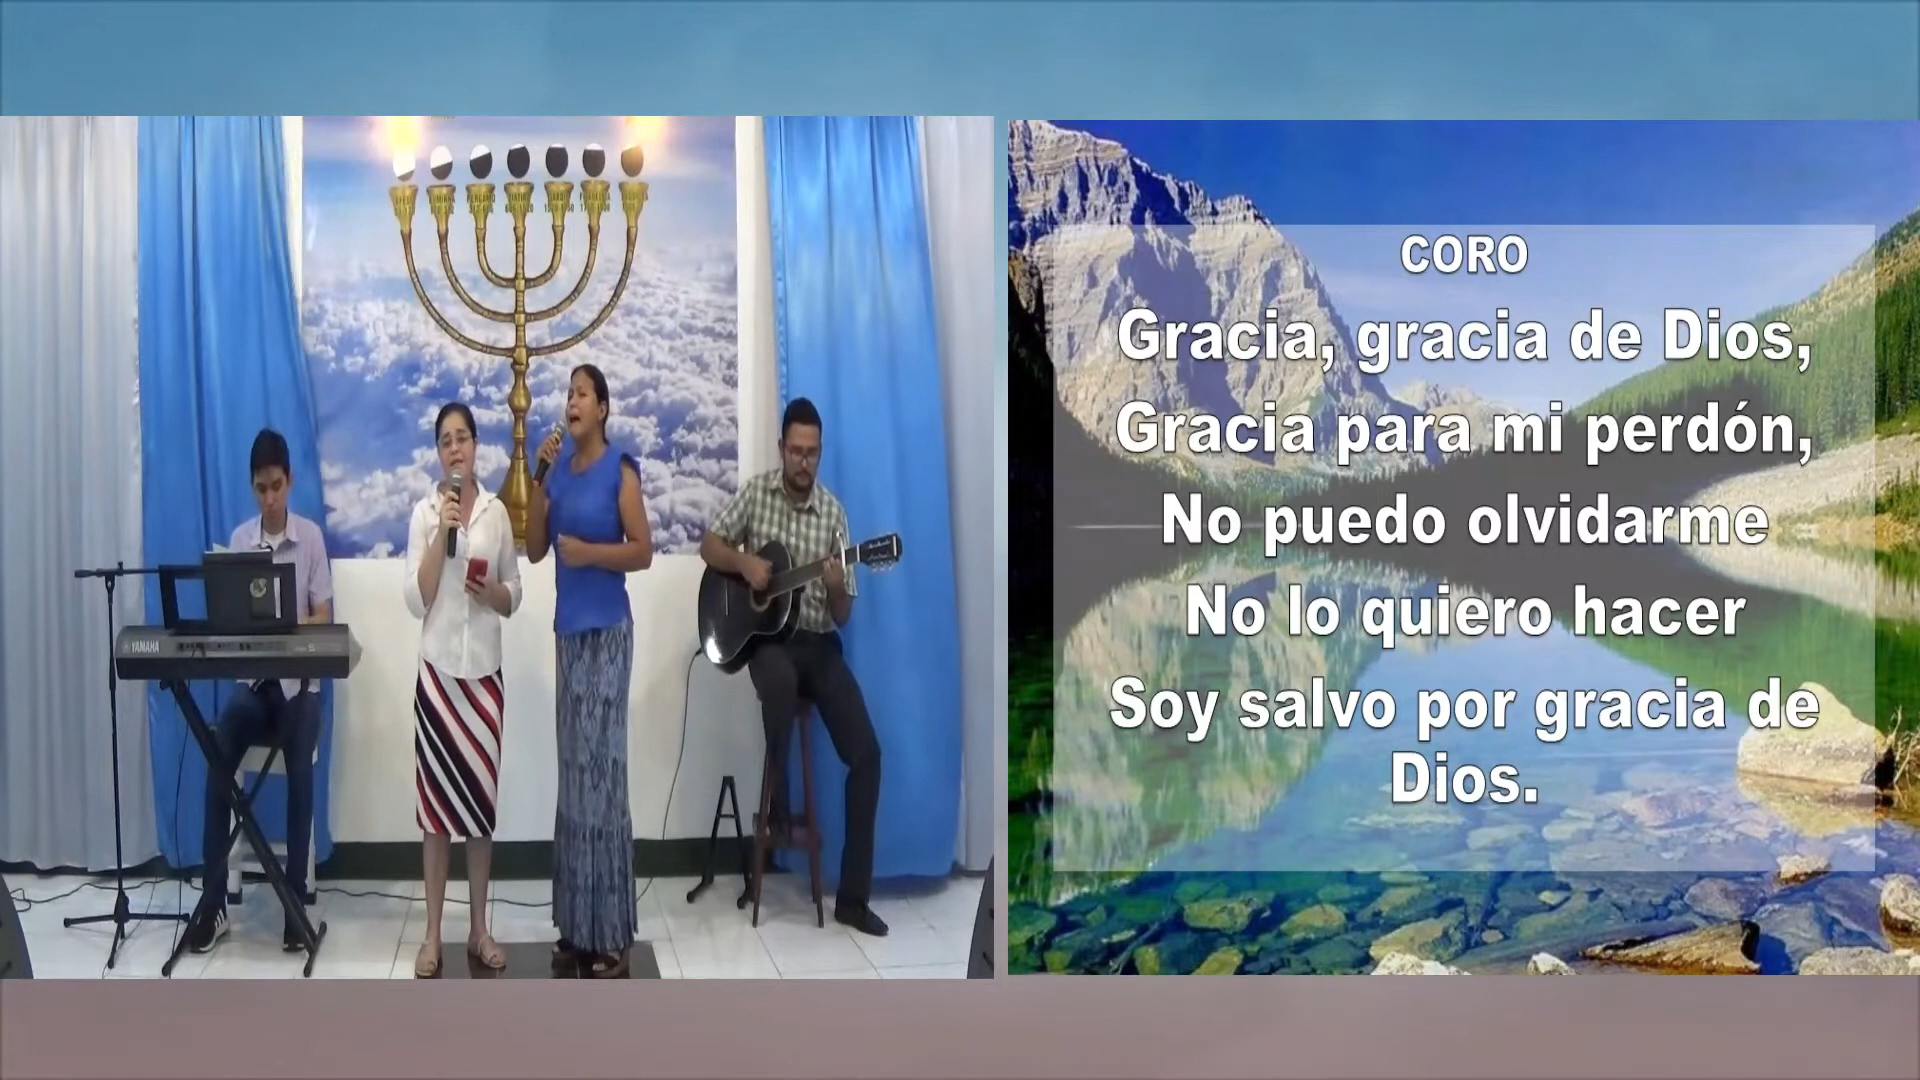 YAMAHA
CORO
Gracia, gracia de Dios,
Gracia para mi perdón,
No puedo olvidarme
No lo quiero hacer
Soy salvo por gracia de
Dios.